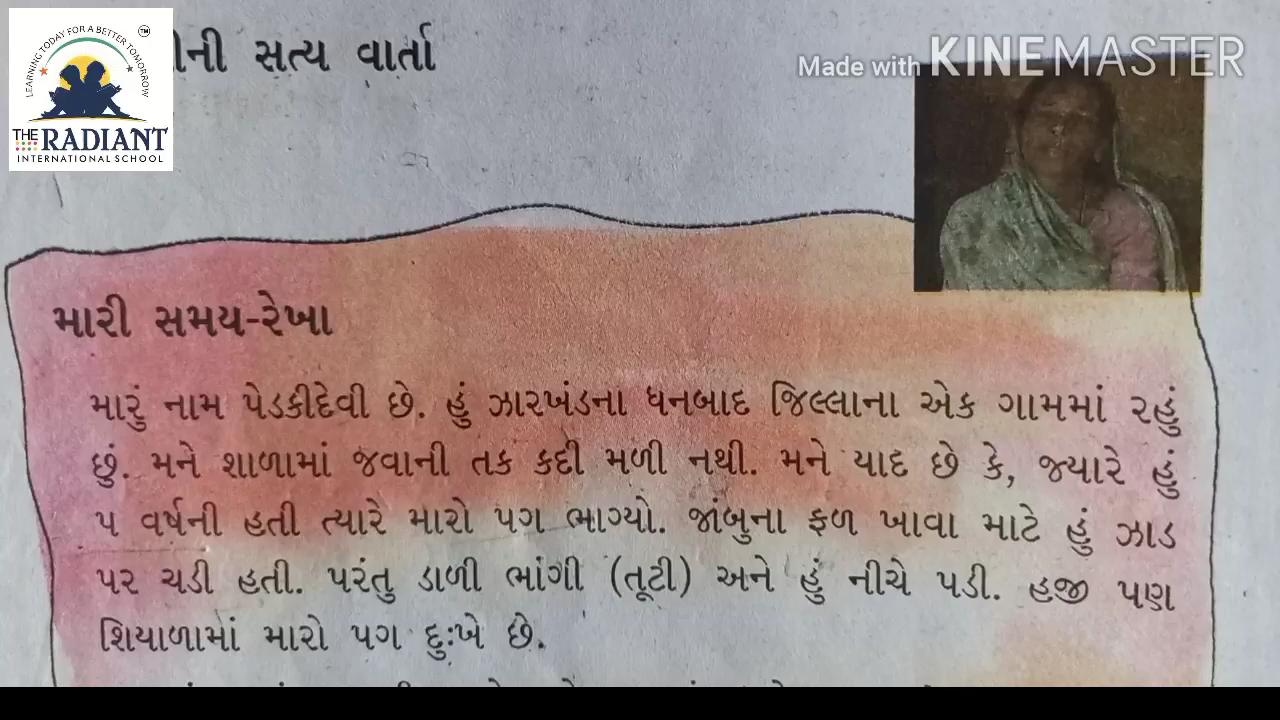 LEARNING TODAY FOR A BETTER TOMORROW
TM
THE RADIANT
INTERNATIONAL SCHOOL
સત્ય વાર્તા
Made with KINEMASTER
મારી સમય-રેખા
મારું નામ પેડકીદેવી છે. હું ઝારખંડના ધનબાદ જિલ્લાના એક ગામમાં રહું
છું. મને શાળામાં જવાની તક કદી મળી નથી. મને યાદ છે કે, જ્યારે હું
૫ વર્ષની હતી ત્યારે મારો પગ ભાગ્યો. જાંબુના ફળ ખાવા માટે હું ઝાડ
પર ચડી હતી. પરંતુ ડાળી ભાંગી (તૂટી) અને હું નીચે પડી. હજી પણ
શિયાળામાં મારો પગ દુઃખે છે.